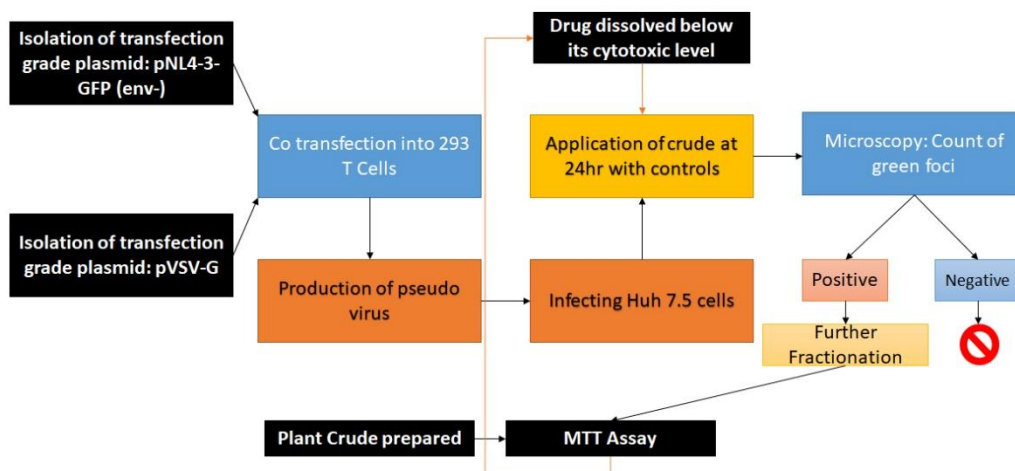 Isolation of transfection
grade plasmid: pNL4-3-
GFP (env-)
Isolation of transfection
grade plasmid: pVSV-G
Co transfection into 293
T Cells
Production of pseudo
virus
Infecting Huh 7.5 cells
Drug dissolved below
its cytotoxic level
Application of crude at
24hr with controls
Microscopy: Count of
green foci
Positive
Negative
Further
Fractionation
Plant Crude prepared
MTT Assay